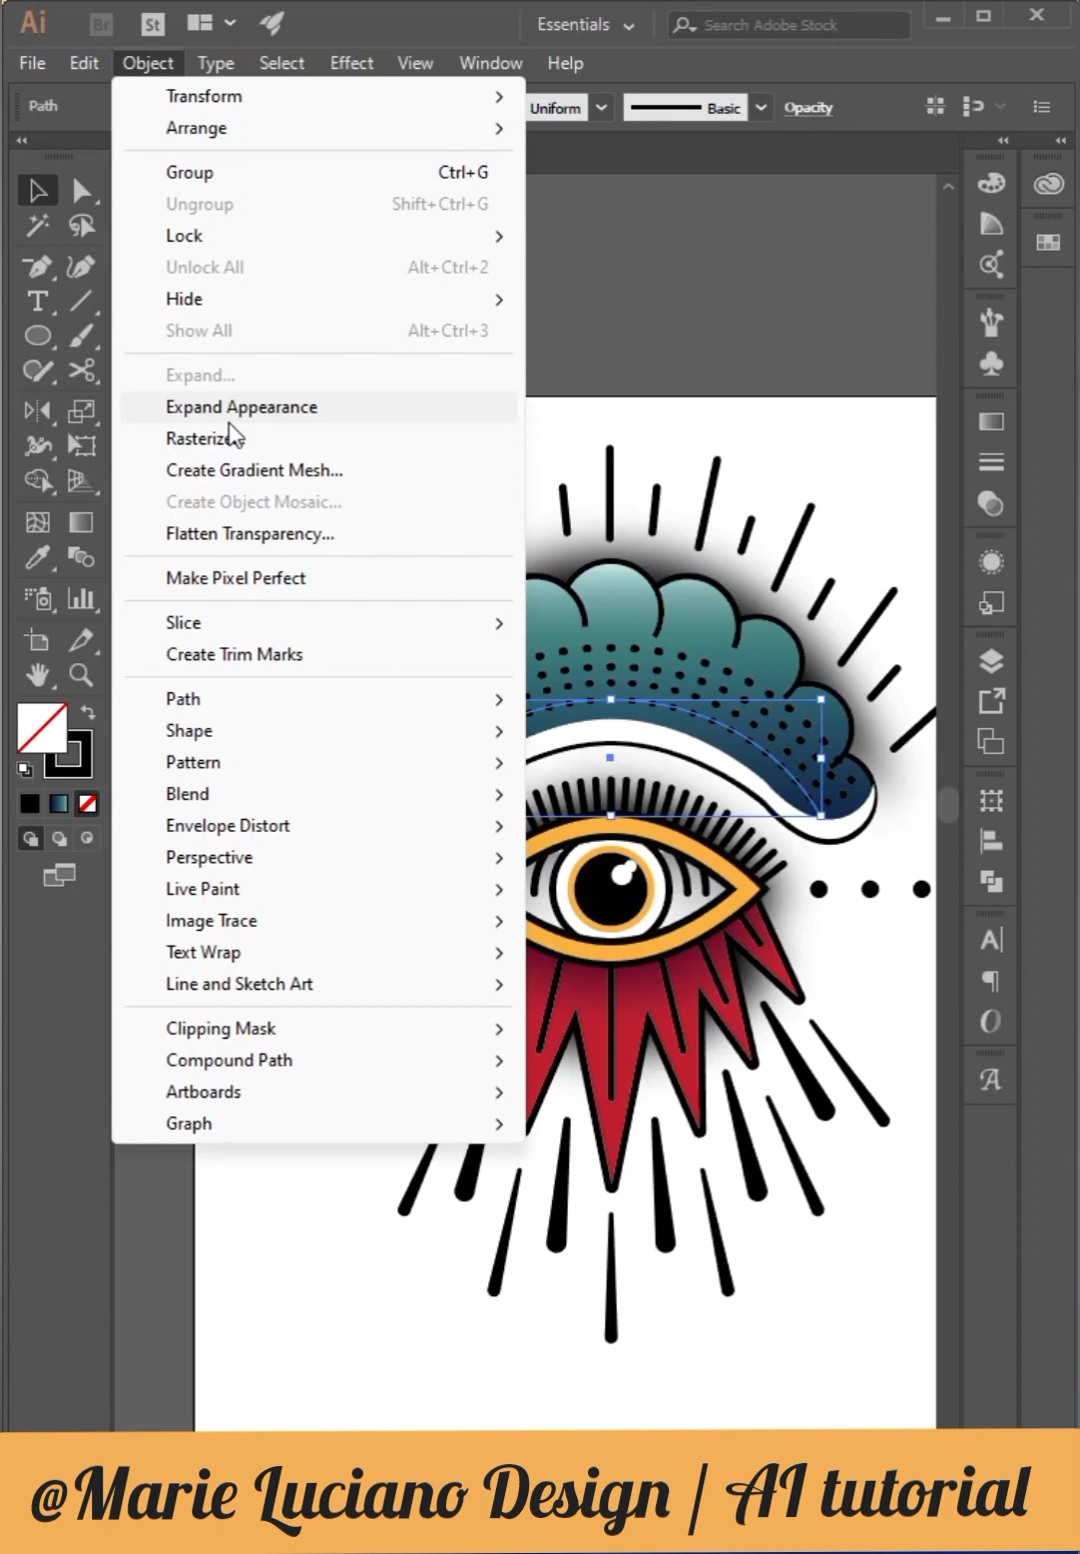 Ai Br St Essentials Search Adobe Stock
File Edit Object Type Select Effect View Window Help
Path Uniform Basic Opacity
Transform
Arrange
Group Ctrl+G
Ungroup Shift+Ctrl+G
Lock
Unlock All Alt+Ctrl+2
Hide
Show All Alt+Ctrl+3
Expand...
Expand Appearance
Rasterize
Create Gradient Mesh...
Create Object Mosaic...
Flatten Transparency...
Make Pixel Perfect
Slice
Create Trim Marks
Path
Shape
Pattern
Blend
Envelope Distort
Perspective
Live Paint
Image Trace
Text Wrap
Line and Sketch Art
Clipping Mask
Compound Path
Artboards
Graph
@Marie Luciano Design / AI tutorial